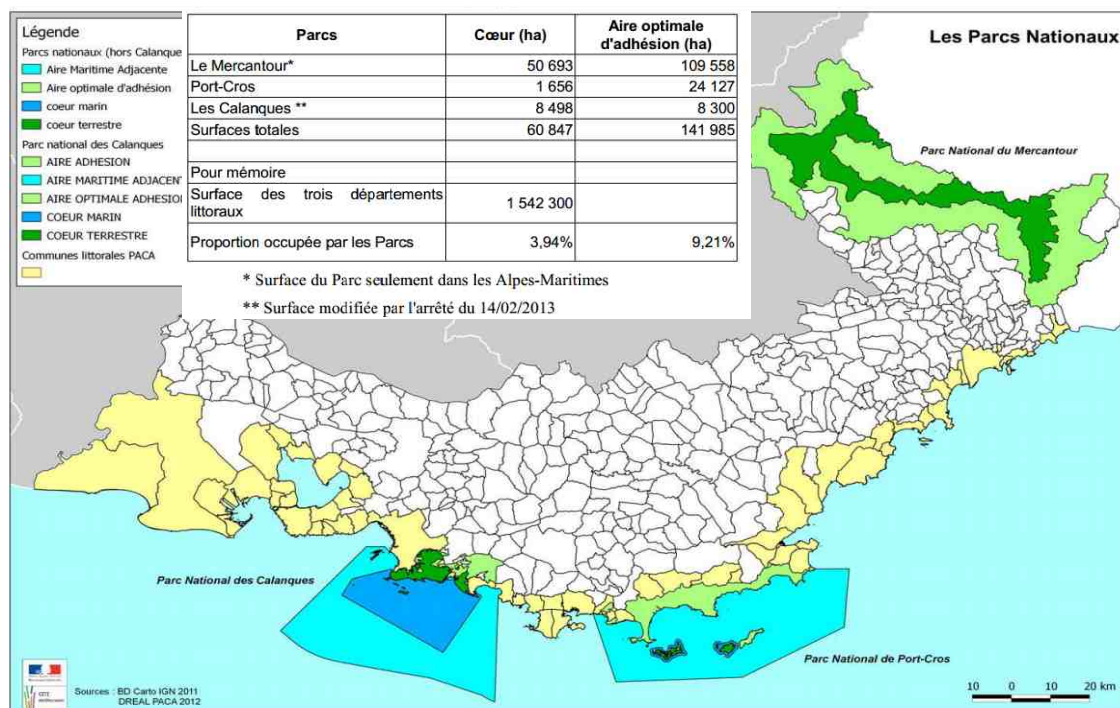 Les Parcs Nationaux
Légende
Parcs nationaux (hors Calanque
Aire Maritime Adjacente
Aire optimale d'adhésion
coeur marin
coeur terrestre
Parc national des Calanques
AIRE ADHESION
AIRE MARITIME ADJACENT
AIRE OPTIMALE ADHESION
COEUR MARIN
COEUR TERRESTRE
Communes littorales PACA
Parcs Cœur (ha) Aire optimale d'adhésion (ha)
Le Mercantour* 50 693 109 558
Port-Cros 1 656 24 127
Les Calanques ** 8 498 8 300
Surfaces totales 60 847 141 985
Pour mémoire
Surface des trois départements littoraux 1 542 300
Proportion occupée par les Parcs 3,94% 9,21%
* Surface du Parc seulement dans les Alpes-Maritimes
** Surface modifiée par l'arrêté du 14/02/2013
Parc National du Mercantour
Parc National des Calanques
Parc National de Port-Cros
Sources : BD Carto IGN 2011
DREAL PACA 2012
10 0 10 20 km